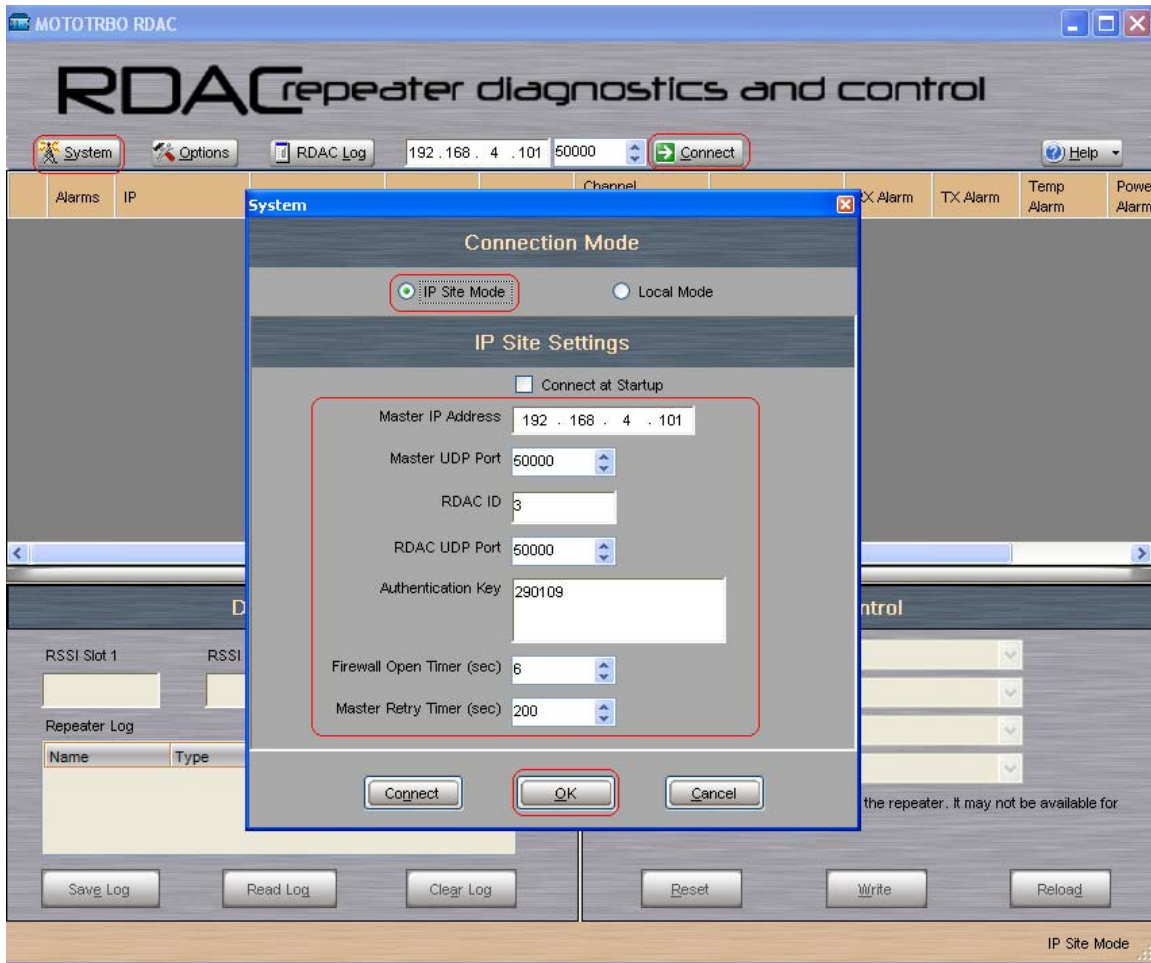 MOTOTRBO RDAC
RDAC repeater diagnostics and control
System Options RDAC Log 192 . 168 . 4 . 101 50000 Connect Help
Alarms IP Channel RX Alarm TX Alarm Temp Alarm
System
Connection Mode
IP Site Mode Local Mode
IP Site Settings
Connect at Startup
Master IP Address 192 . 168 . 4 . 101
Master UDP Port 50000
RDAC ID 3
RDAC UDP Port 50000
Authentication Key 290109
Firewall Open Timer (sec) 6
Master Retry Timer (sec) 200
Connect OK Cancel
RSSI Slot 1 RSSI
Repeater Log
Name Type
the repeater. It may not be available for
Save Log Read Log Clear Log Reset Write Reload
IP Site Mode